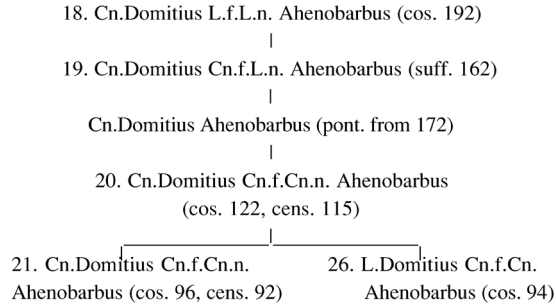 18. Cn.Domitius L.f.L.n. Ahenobarbus (cos. 192)
19. Cn.Domitius Cn.f.L.n. Ahenobarbus (suff. 162)
Cn.Domitius Ahenobarbus (pont. from 172)
20. Cn.Domitius Cn.f.Cn.n. Ahenobarbus
(cos. 122, cens. 115)
21. Cn.Domitius Cn.f.Cn.n.
Ahenobarbus (cos. 96, cens. 92)
26. L.Domitius Cn.f.Cn.
Ahenobarbus (cos. 94)